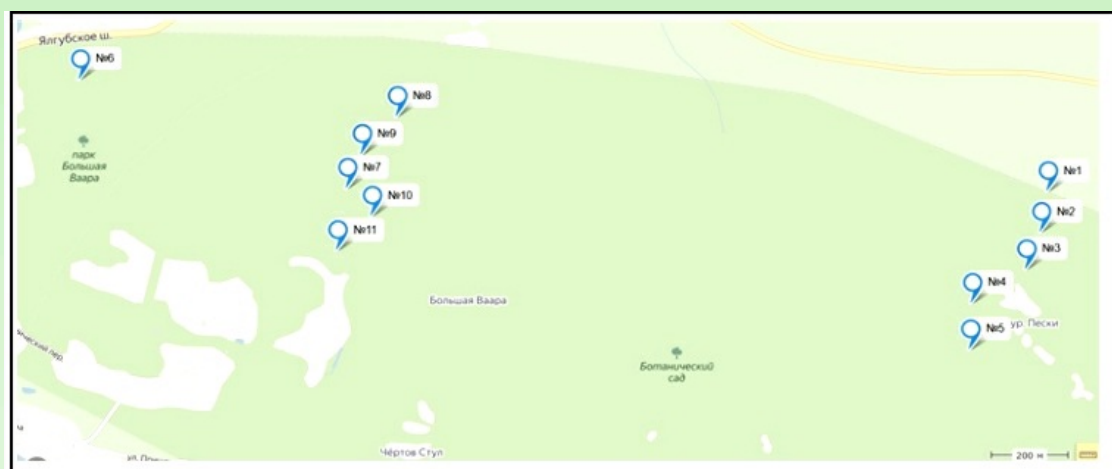 Ялгубское ш.
№6
№8
№9
парк
Большая
Ваара
№7
№1
№10
№2
№11
№3
№4
Большая Ваара
№5
ур. Пески
Ботанический
сад
Чёртов Стул
200 м